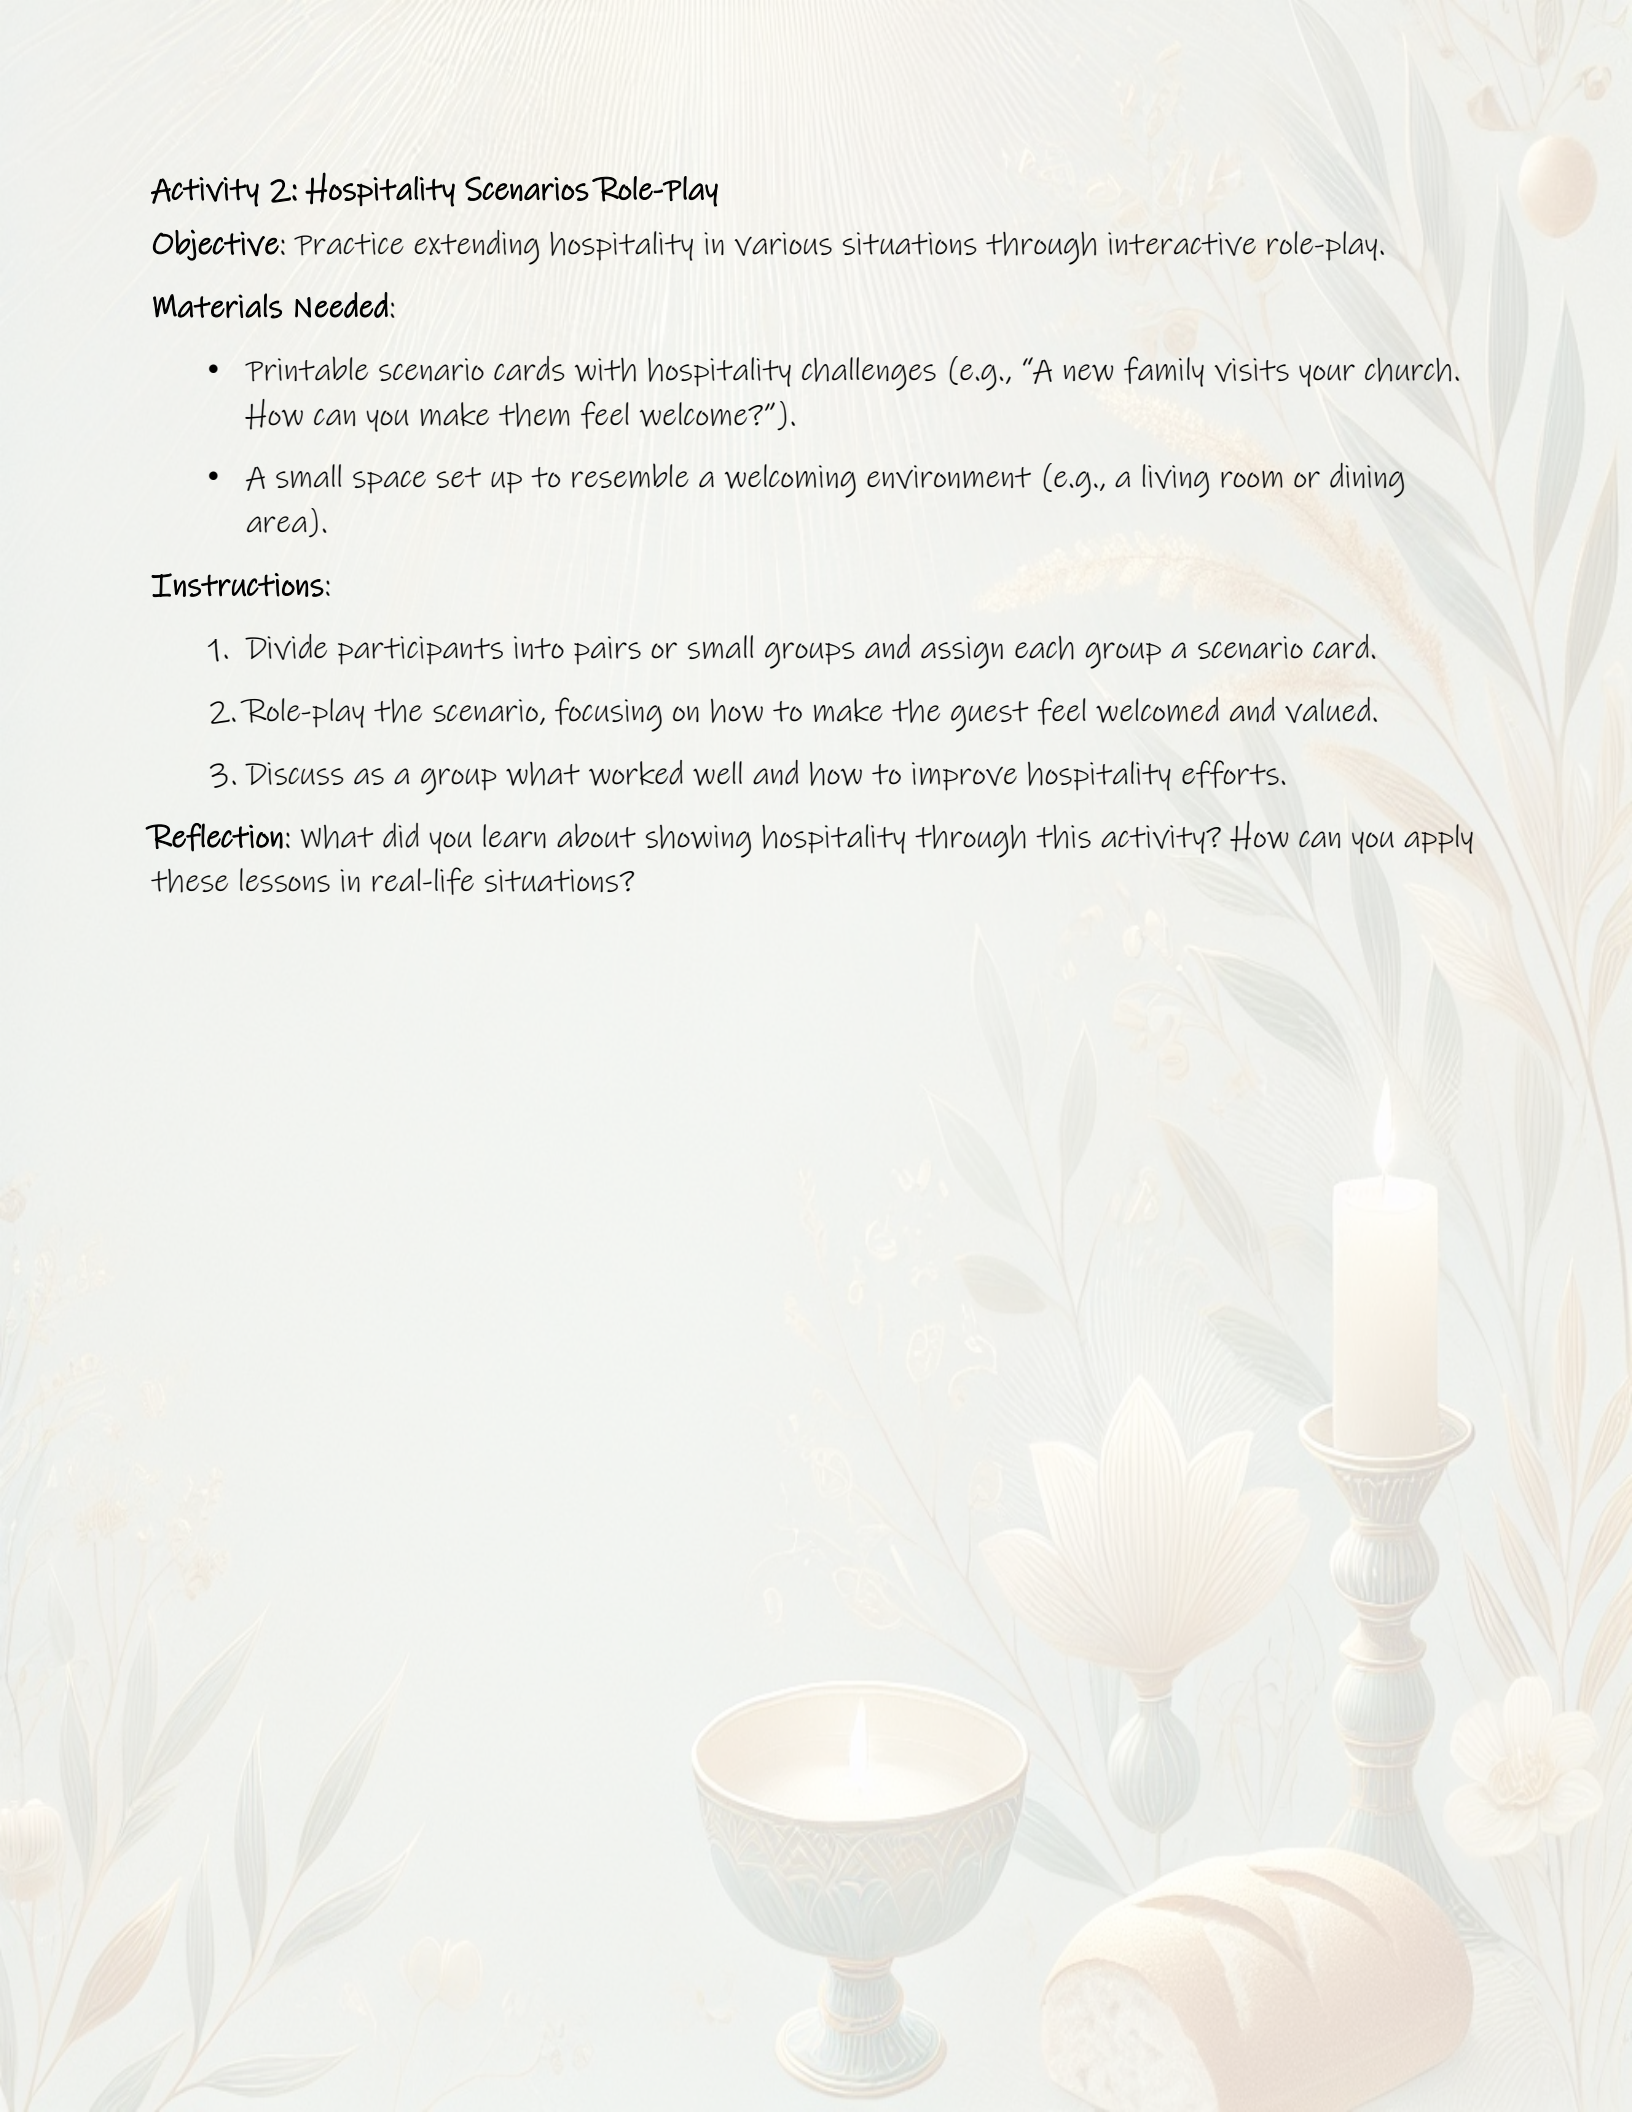 Activity 2: Hospitality Scenarios Role-Play
Objective: Practice extending hospitality in various situations through interactive role-play.
Materials Needed:
• Printable scenario cards with hospitality challenges (e.g., “A new family visits your church.
How can you make them feel welcome?”).
• A small space set up to resemble a welcoming environment (e.g., a living room or dining
area).
Instructions:
1. Divide participants into pairs or small groups and assign each group a scenario card.
2. Role-play the scenario, focusing on how to make the guest feel welcomed and valued.
3. Discuss as a group what worked well and how to improve hospitality efforts.
Reflection: What did you learn about showing hospitality through this activity? How can you apply
these lessons in real-life situations?